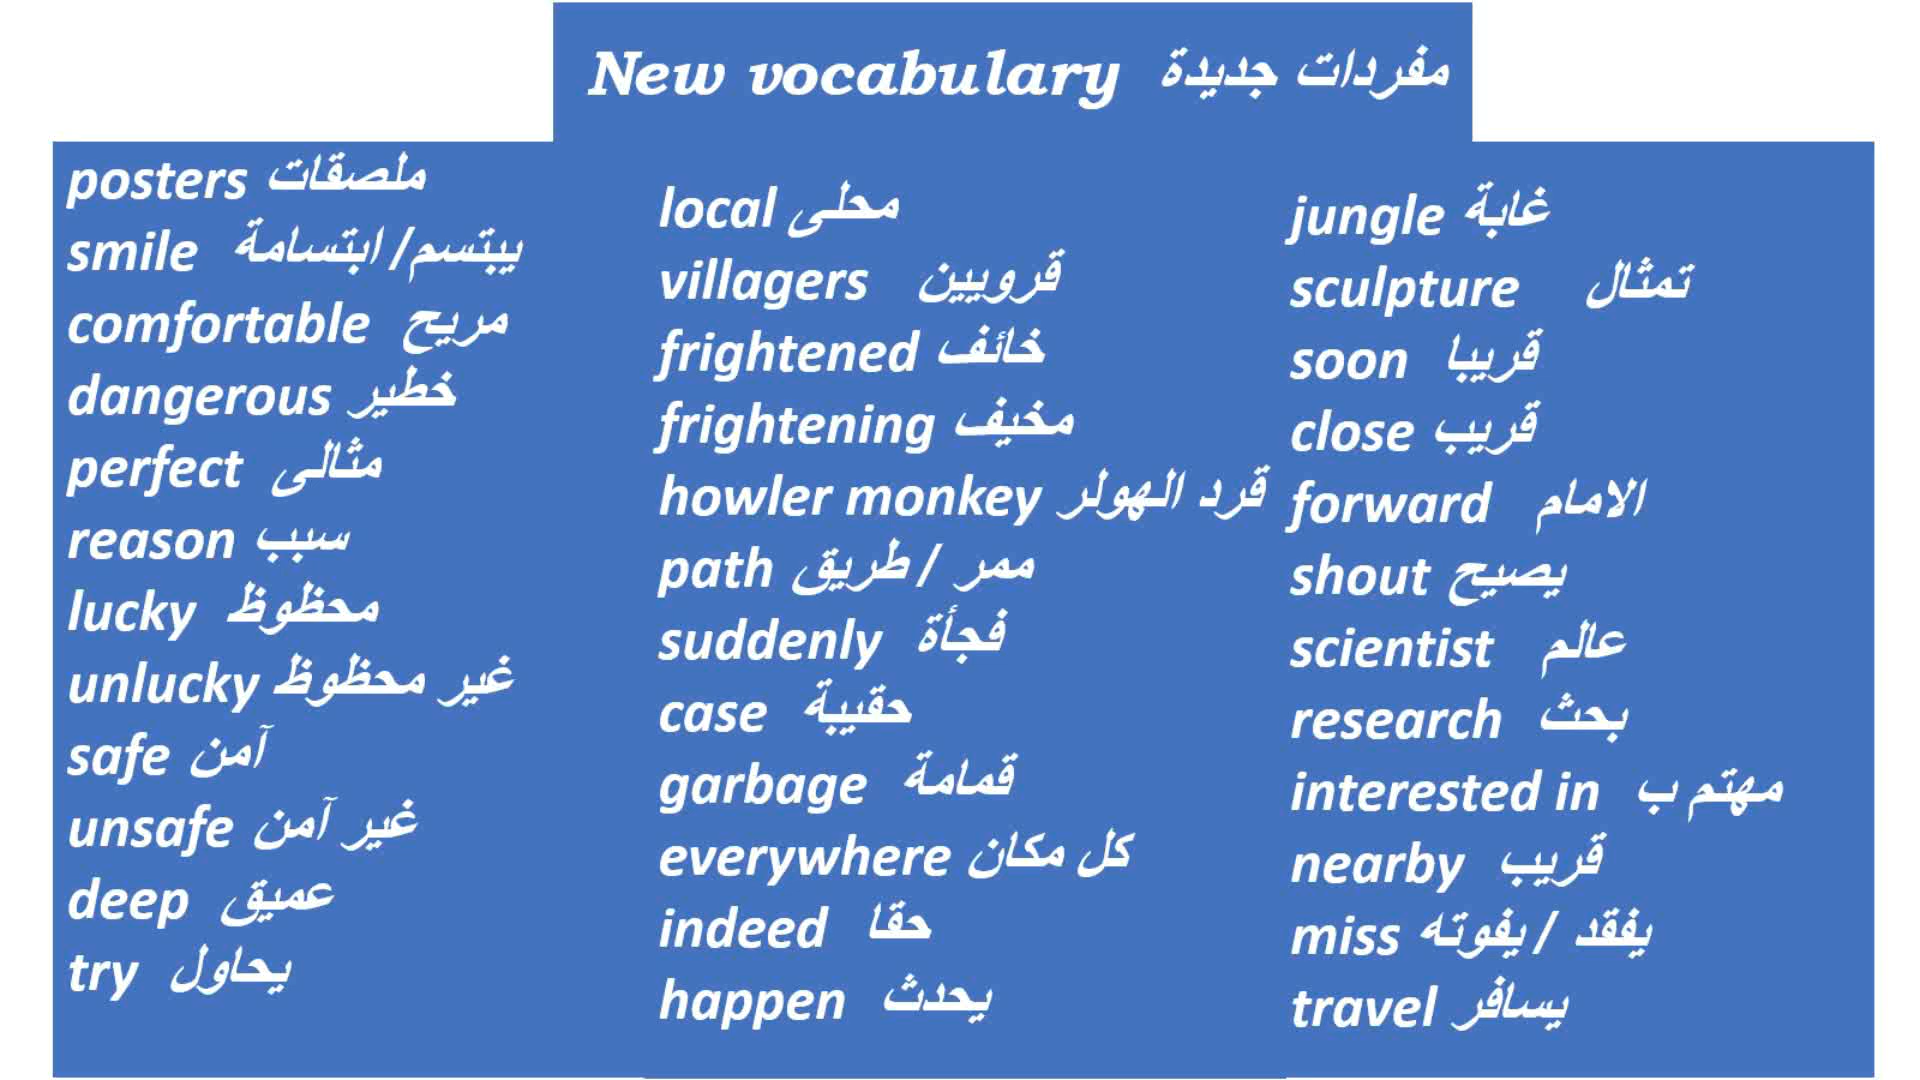 New vocabulary مفردات جديدة
posters ملصقات
smile يبتسم/ ابتسامة
comfortable مريح
dangerous خطير
perfect مثالى
reason سبب
lucky محظوظ
unlucky غير محظوظ
safe آمن
unsafe غير آمن
deep عميق
try يحاول
local محلى
villagers قرويين
frightened خائف
frightening مخيف
howler monkey قرد الهولر
path ممر / طريق
suddenly فجأة
case حقيبة
garbage قمامة
everywhere كل مكان
indeed حقا
happen يحدث
jungle غابة
sculpture تمثال
soon قريبا
close قريب
forward الامام
shout يصيح
scientist عالم
research بحث
interested in مهتم ب
nearby قريب
miss يفقد / يفوته
travel يسافر